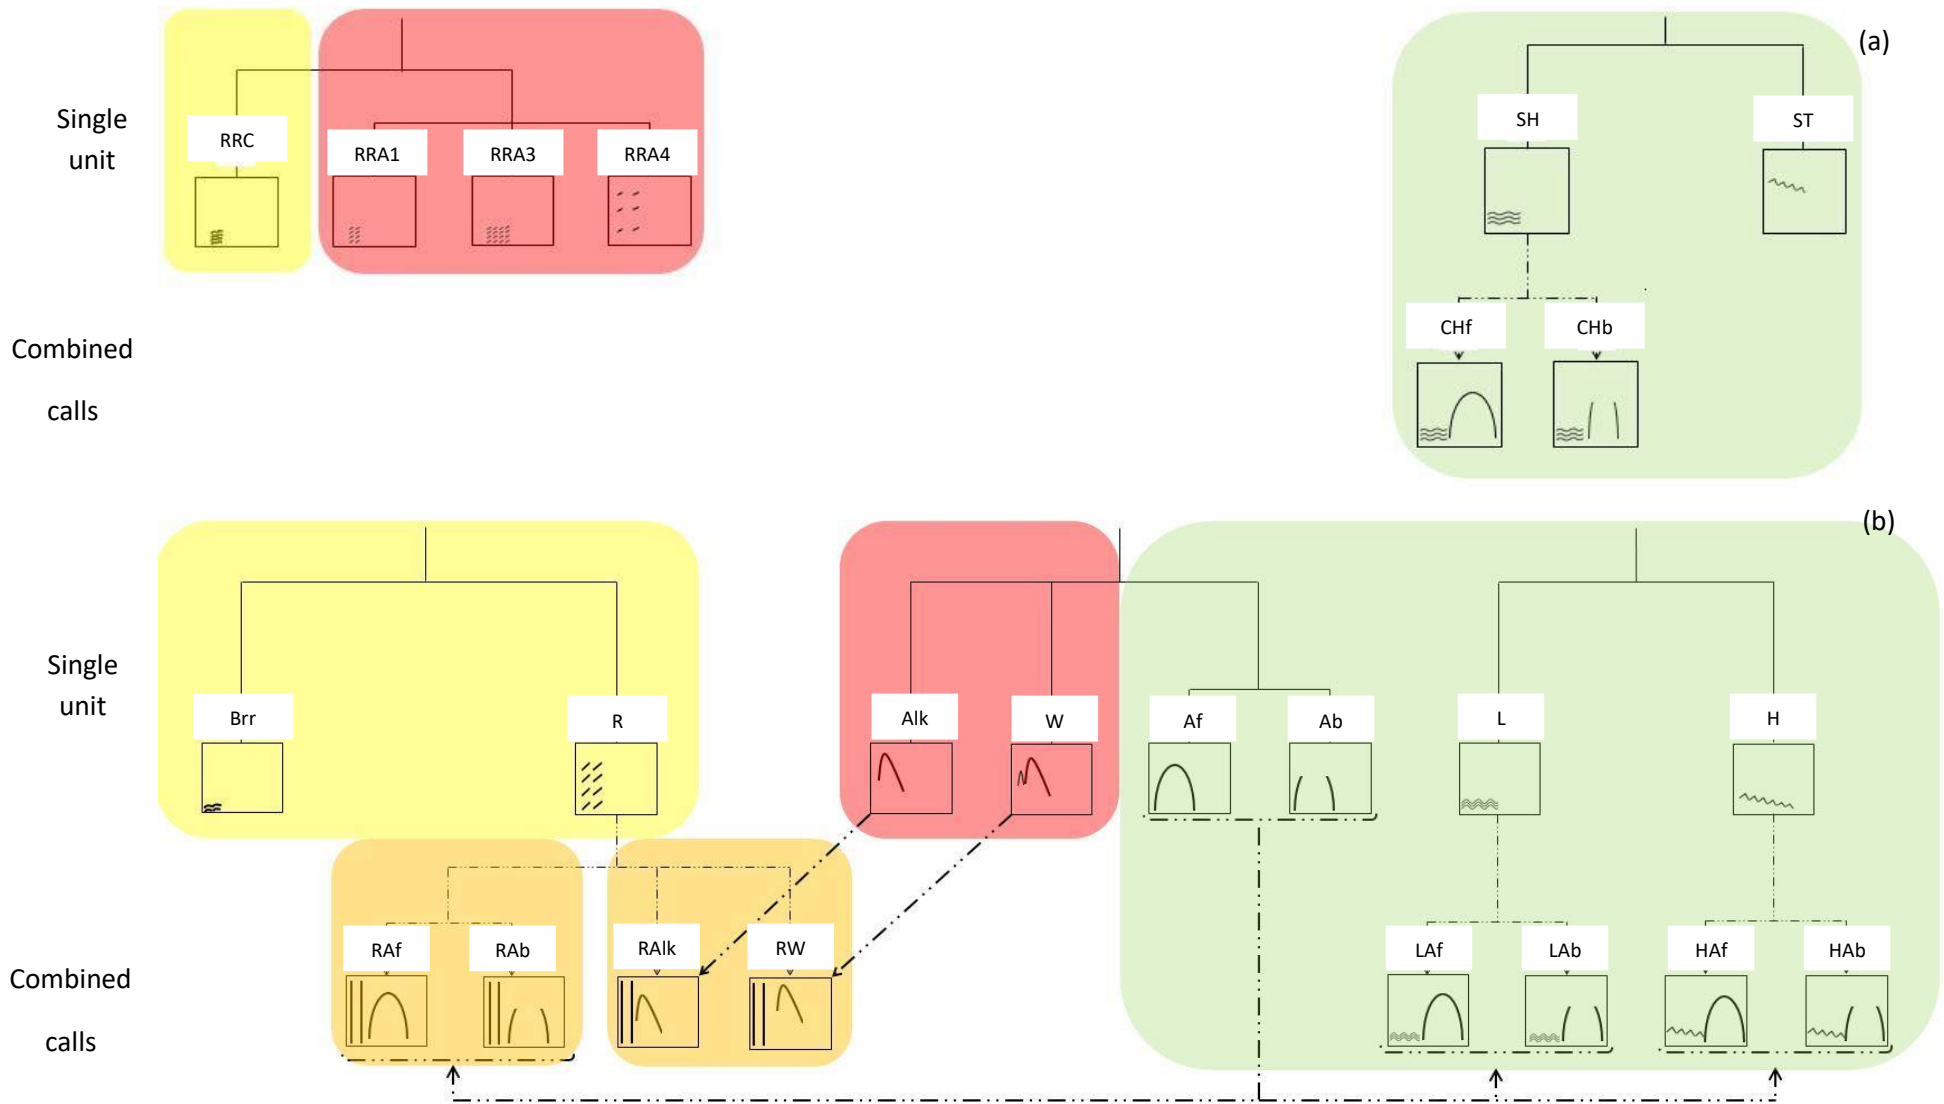 (a)
Single
unit
RRC
RRA1
RRA3
RRA4
SH
ST
Combined
calls
CHf
CHb
(b)
Single
unit
Brr
R
Alk
W
Af
Ab
L
H
Combined
calls
RAf
RAb
RAlk
RW
LAf
LAb
HAf
HAb